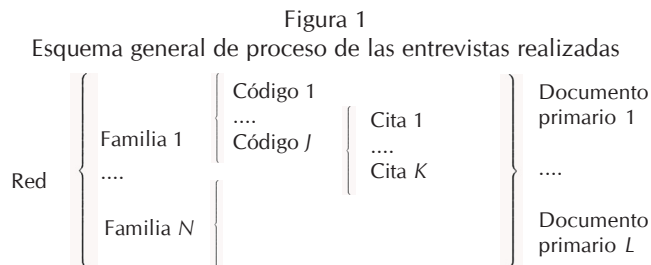 Figura 1
Esquema general de proceso de las entrevistas realizadas
Red
Familia 1
....
Familia N
Código 1
....
Código J
Cita 1
....
Cita K
Documento
primario 1
....
Documento
primario L